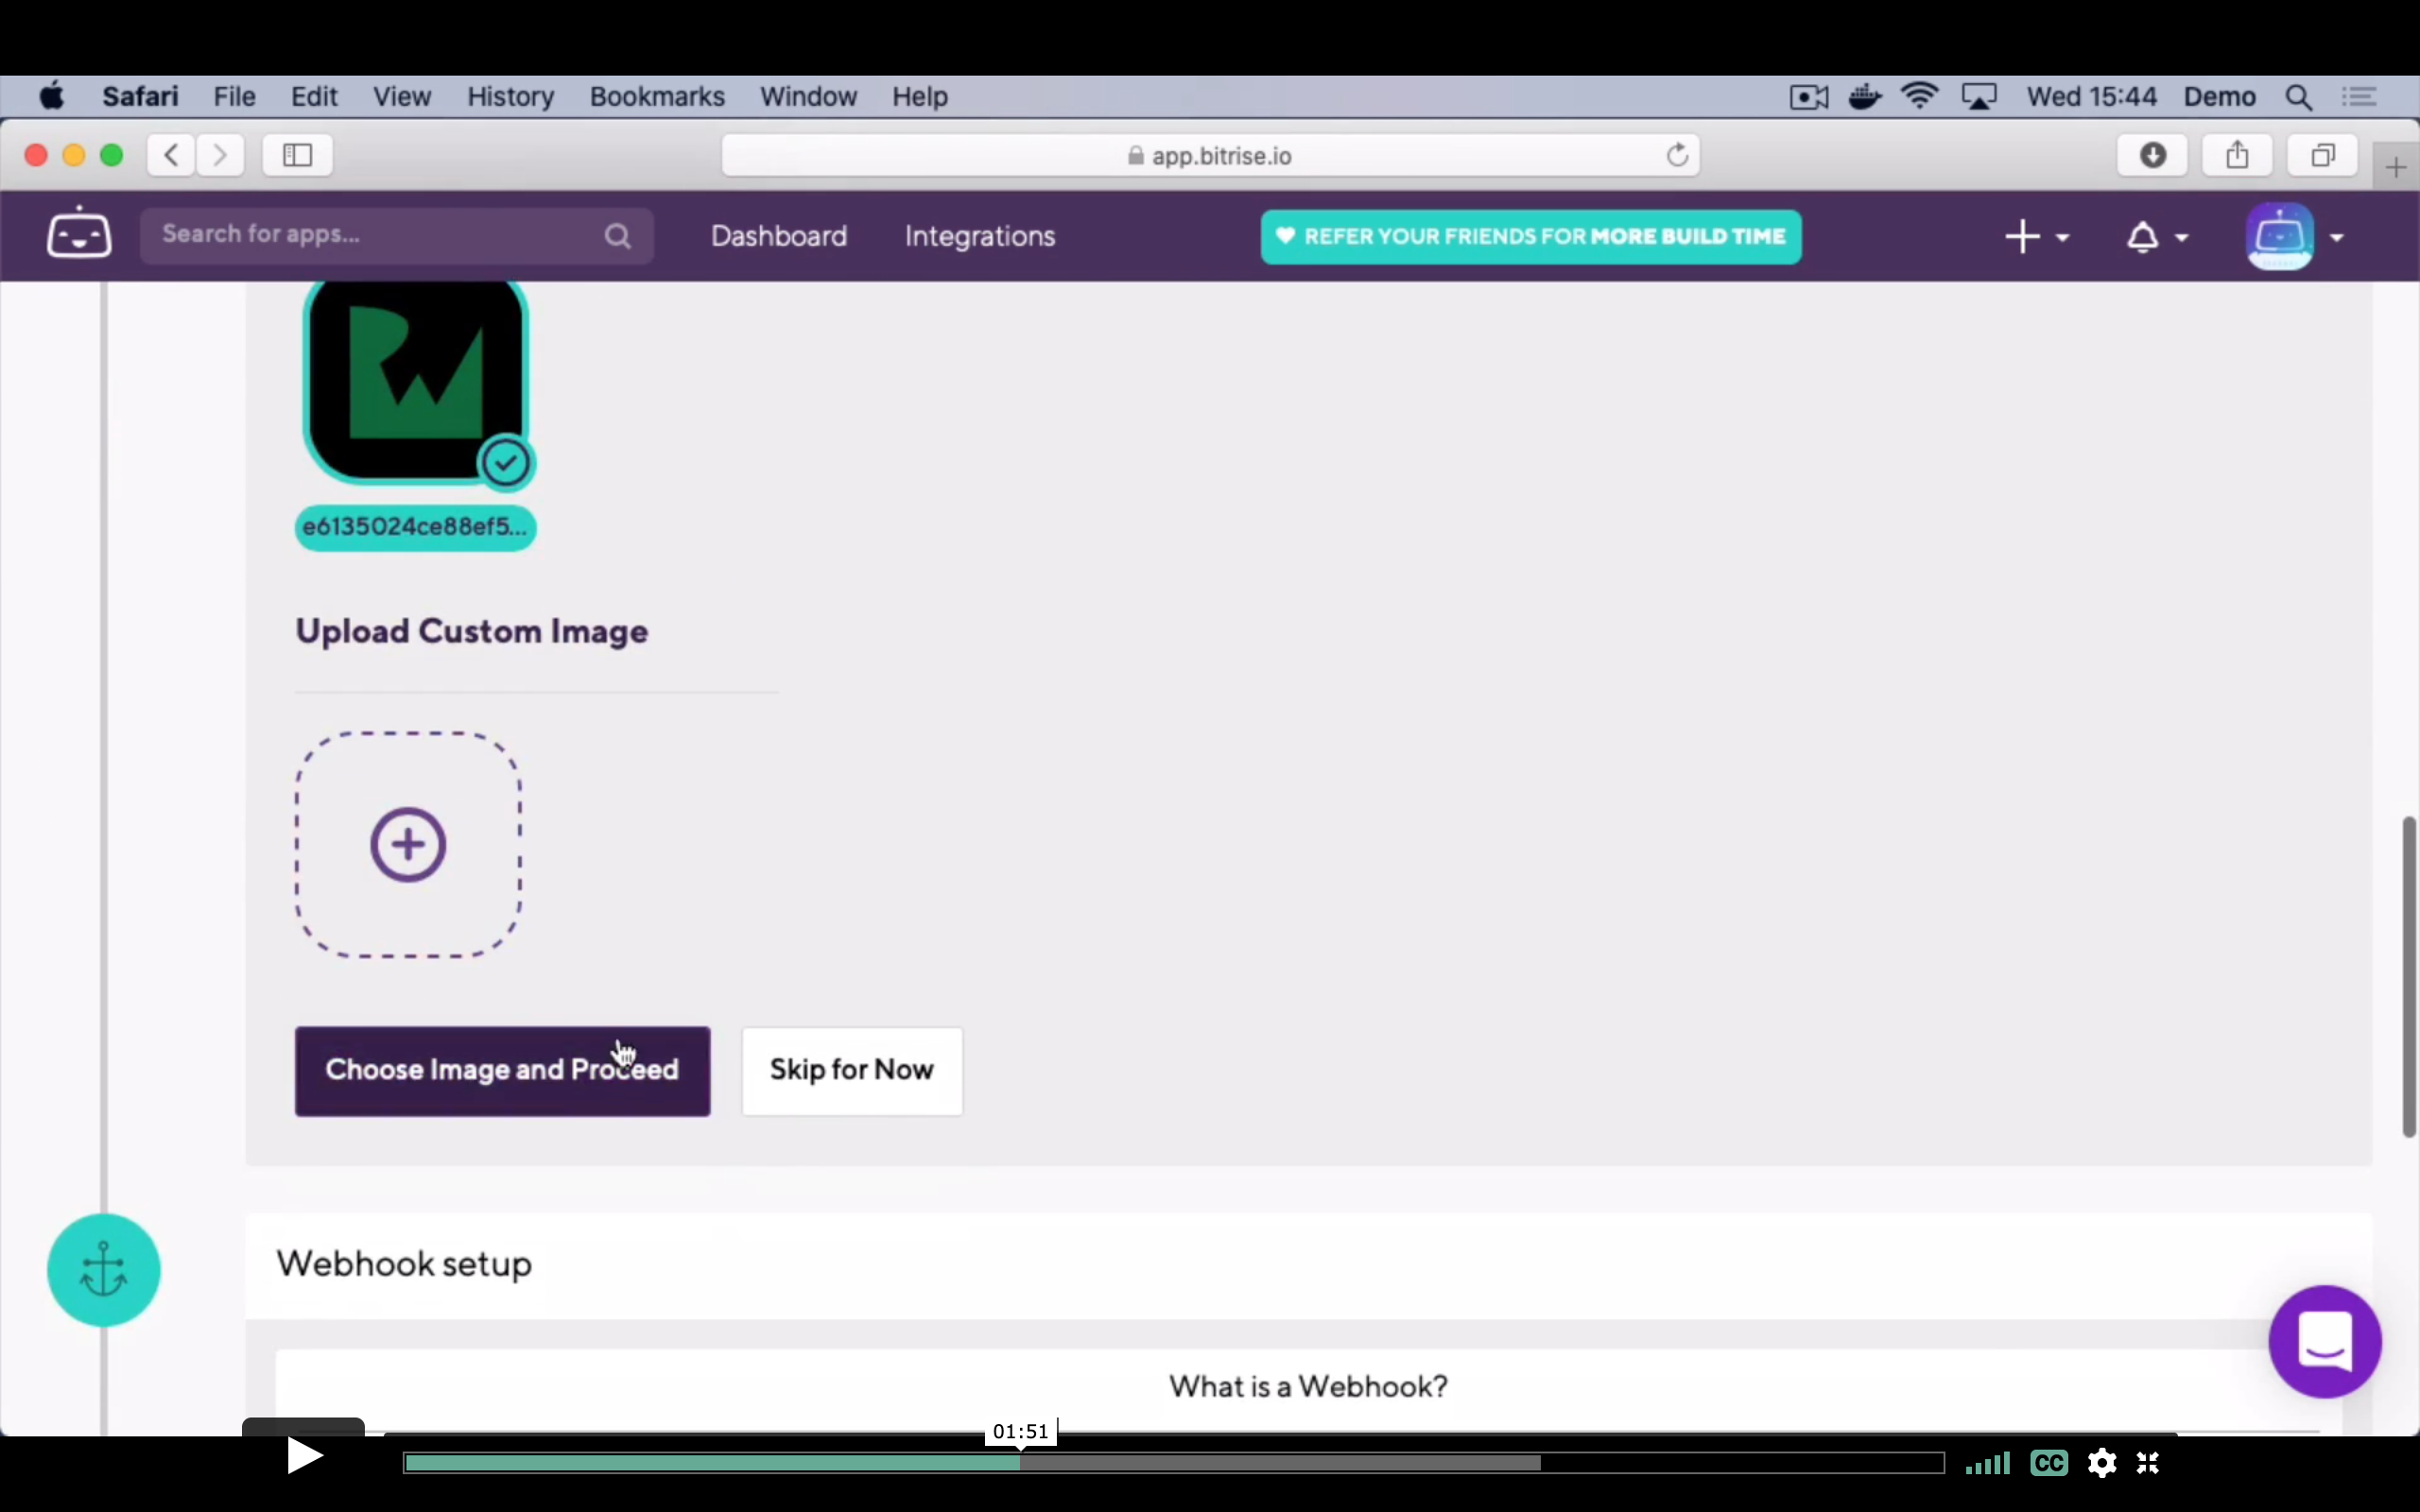 Safari File Edit View History Bookmarks Window Help Wed 15:44 Demo
app.bitrise.io
Search for apps... Dashboard Integrations REFER YOUR FRIENDS FOR MORE BUILD TIME
RW
e6135024ce88ef5...
Upload Custom Image
Choose Image and Proceed Skip for Now
Webhook setup
What is a Webhook?
01:51
CC